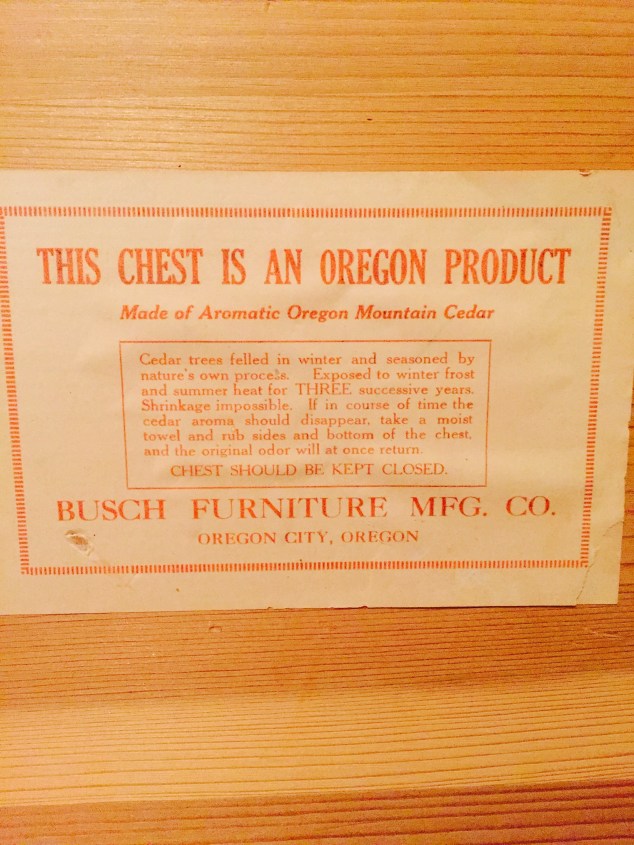 THIS CHEST IS AN OREGON PRODUCT
Made of Aromatic Oregon Mountain Cedar
Cedar trees felled in winter and seasoned by
nature's own process. Exposed to winter frost
and summer heat for THREE successive years.
Shrinkage impossible. If in course of time the
cedar aroma should disappear, take a moist
towel and rub sides and bottom of the chest,
and the original odor will at once return.
CHEST SHOULD BE KEPT CLOSED.
BUSCH FURNITURE MFG. CO.
OREGON CITY, OREGON